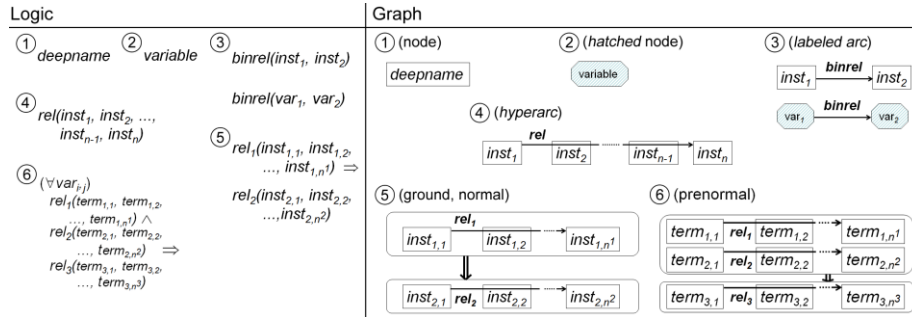 Logic
Graph
① deepname
② variable
③ binrel(inst₁, inst₂)
binrel(var₁, var₂)
④ rel(inst₁, inst₂, ...,
instₙ₋₁, instₙ)
⑤ rel₁(inst₁,₁, inst₁,₂,
..., inst₁,ₙ¹) ⇒
rel₂(inst₂,₁, inst₂,₂,
...,inst₂,ₙ²)
⑥ (∀varᵢ,ⱼ)
rel₁(term₁,₁, term₁,₂,
..., term₁,ₙ¹) ∧
rel₂(term₂,₁, term₂,₂,
..., term₂,ₙ²) ⇒
rel₃(term₃,₁, term₃,₂,
..., term₃,ₙ³)
① (node)
deepname
② (hatched node)
variable
③ (labeled arc)
inst₁ binrel inst₂
var₁ binrel var₂
④ (hyperarc)
rel
inst₁ inst₂ instₙ₋₁ instₙ
⑤ (ground, normal)
rel₁
inst₁,₁ inst₁,₂ inst₁,ₙ¹
⇓
inst₂,₁ rel₂ inst₂,₂ inst₂,ₙ²
⑥ (prenormal)
term₁,₁ rel₁ term₁,₂ term₁,ₙ¹
term₂,₁ rel₂ term₂,₂ term₂,ₙ²
⇓
term₃,₁ rel₃ term₃,₂ term₃,ₙ³